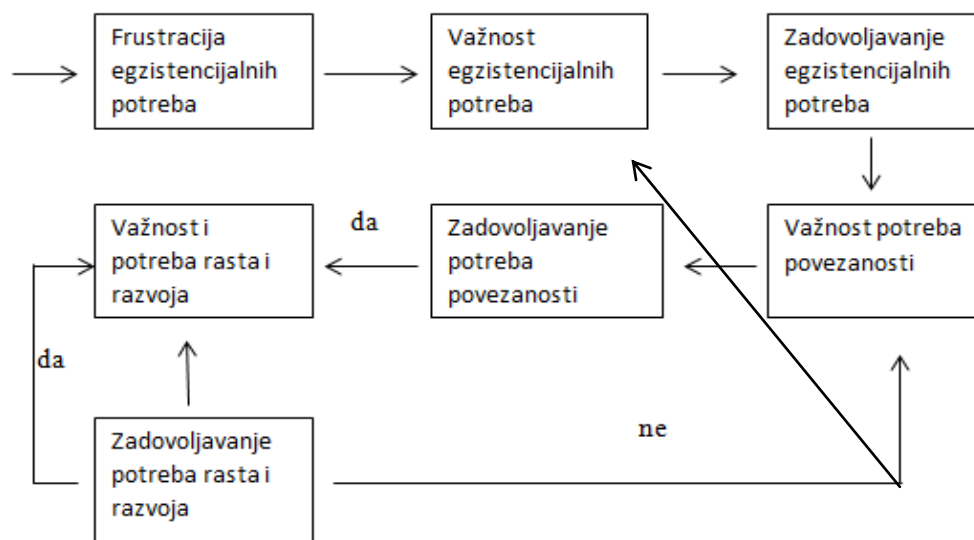 Frustracija
egzistencijalnih
potreba
Važnost
egzistencijalnih
potreba
Zadovoljavanje
egzistencijalnih
potreba
Važnost i
potreba rasta i
razvoja
da
Zadovoljavanje
potreba
povezanosti
Važnost potreba
povezanosti
da
Zadovoljavanje
potreba rasta i
razvoja
ne